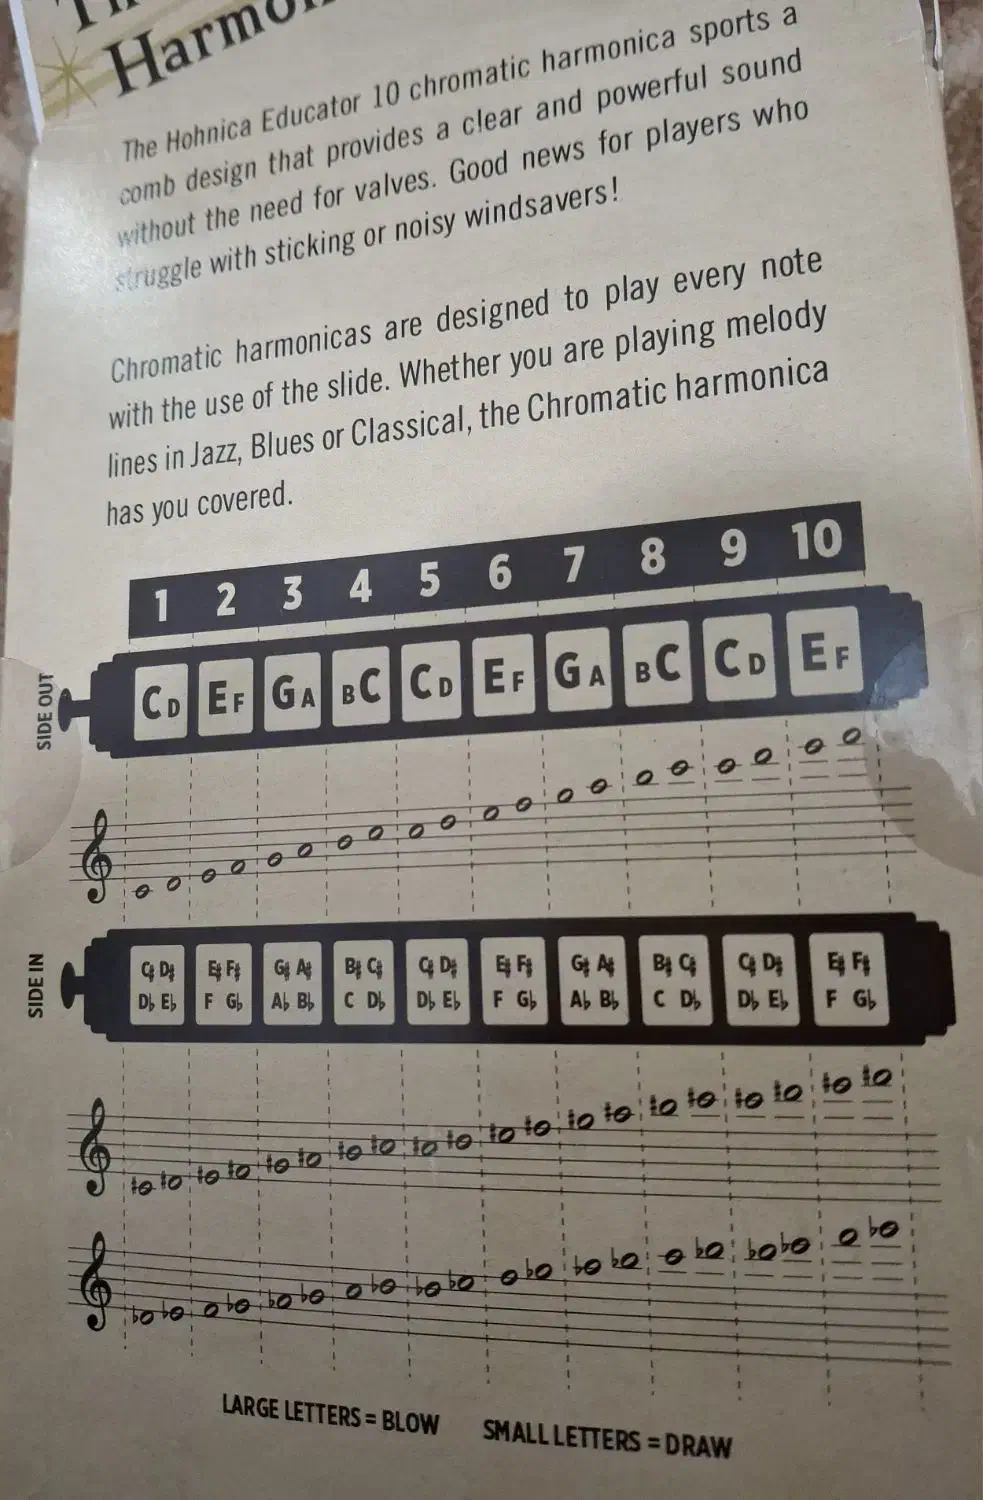 The Hohnica Educator 10 chromatic harmonica sports a
comb design that provides a clear and powerful sound
without the need for valves. Good news for players who
struggle with sticking or noisy windsavers!
Chromatic harmonicas are designed to play every note
with the use of the slide. Whether you are playing melody
lines in Jazz, Blues or Classical, the Chromatic harmonica
has you covered.
1 2 3 4 5 6 7 8 9 10
SIDE OUT
C D E F G A B C C D E F G A B C C D E F
SIDE IN
C♯ D♯ E♯ F♯ G♯ A♯ B♯ C♯ C♯ D♯ E♯ F♯ G♯ A♯ B♯ C♯ C♯ D♯ E♯ F♯
D♭ E♭ F G♭ A♭ B♭ C D♭ D♭ E♭ F G♭ A♭ B♭ C D♭ D♭ E♭ F G♭
LARGE LETTERS = BLOW SMALL LETTERS = DRAW